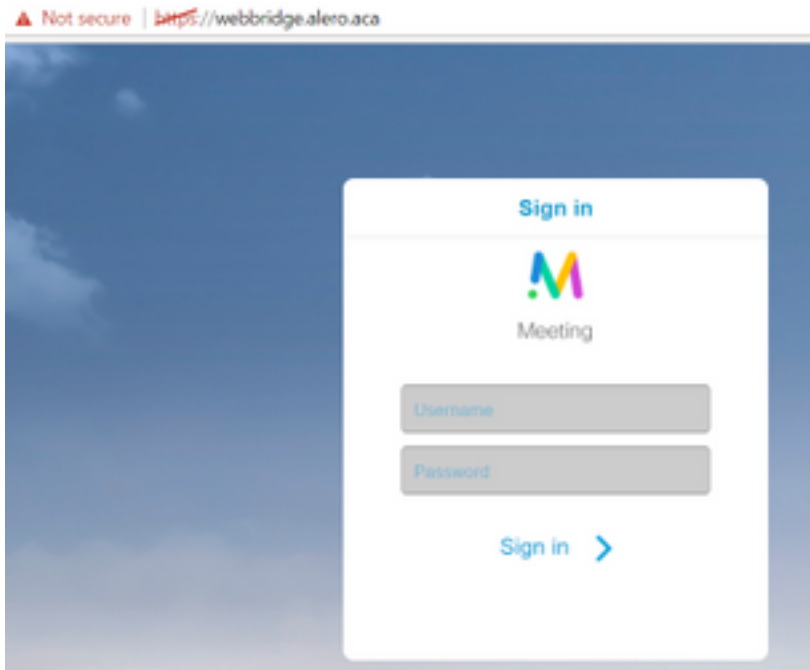 Not secure | https://webbridge.alero.aca
Sign in
Meeting
Username
Password
Sign in